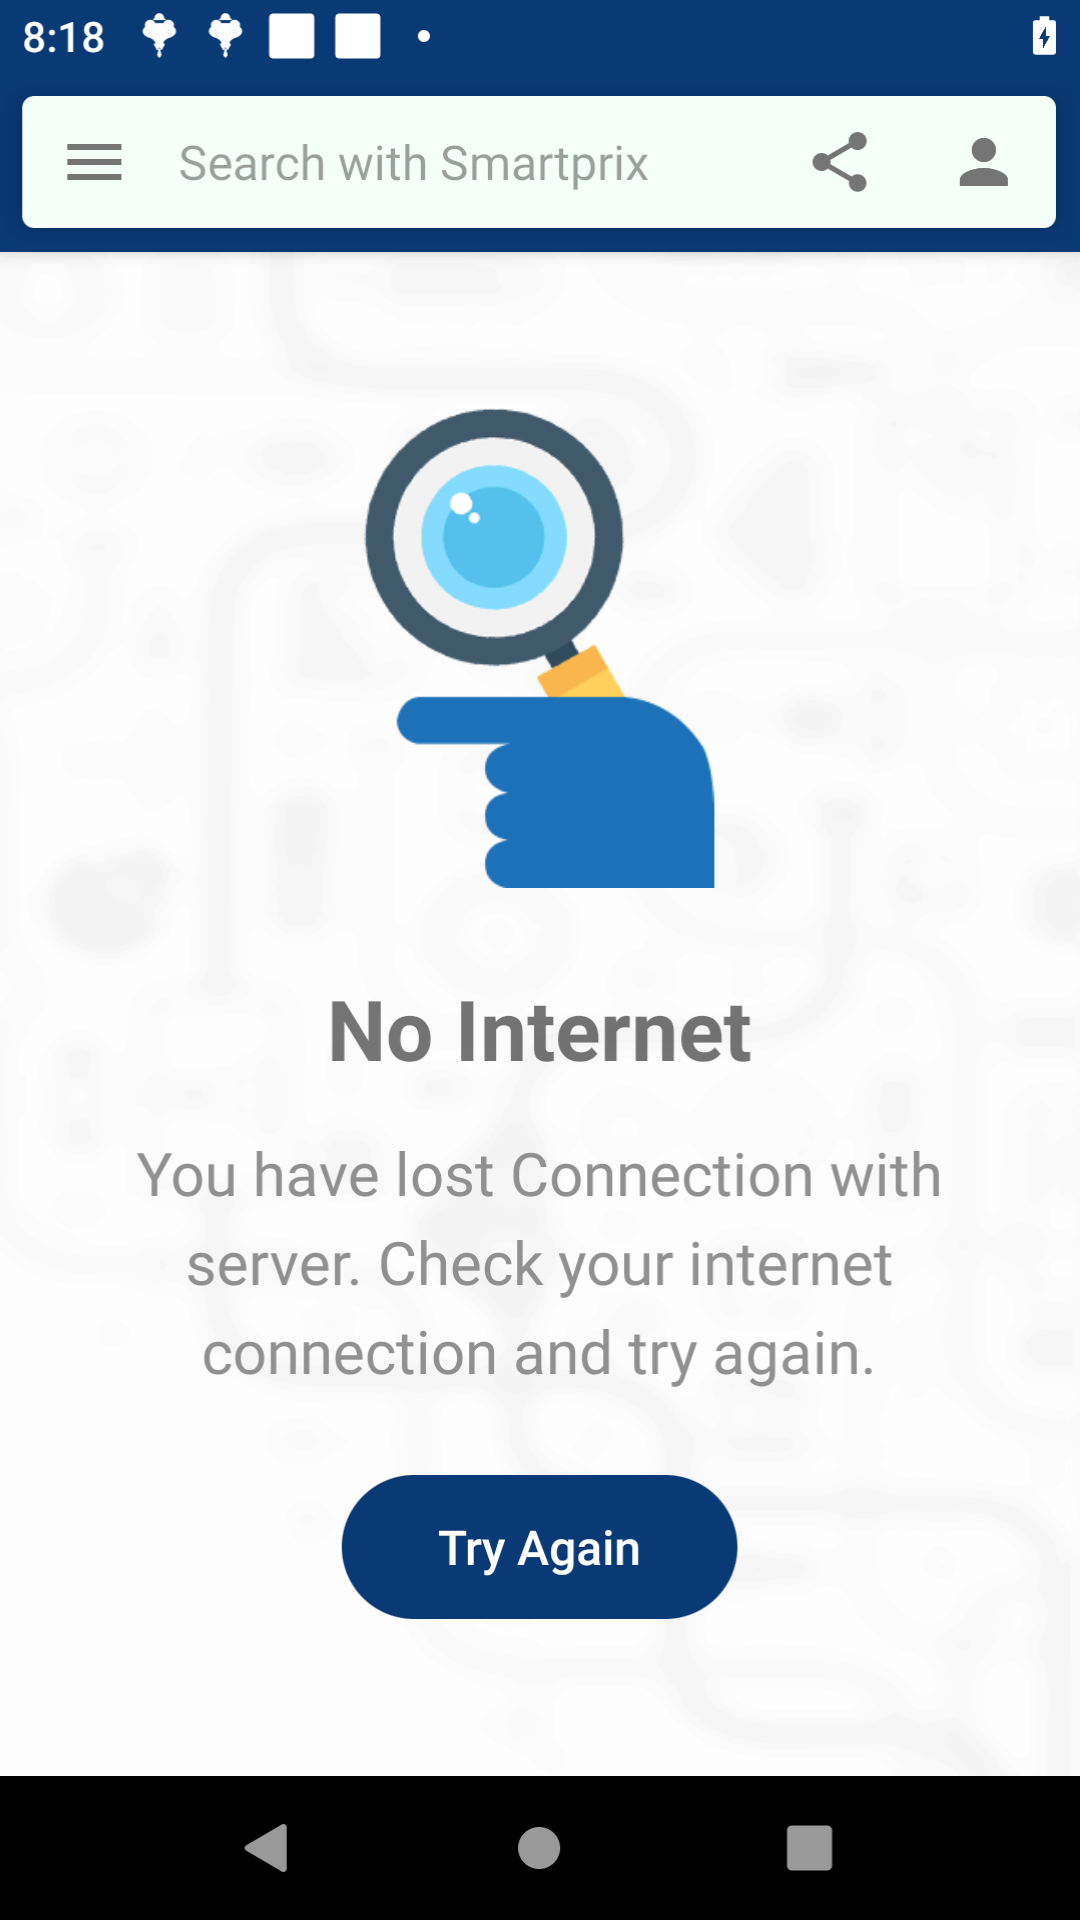 8:18
Search with Smartprix
No Internet
You have lost Connection with
server. Check your internet
connection and try again.
Try Again